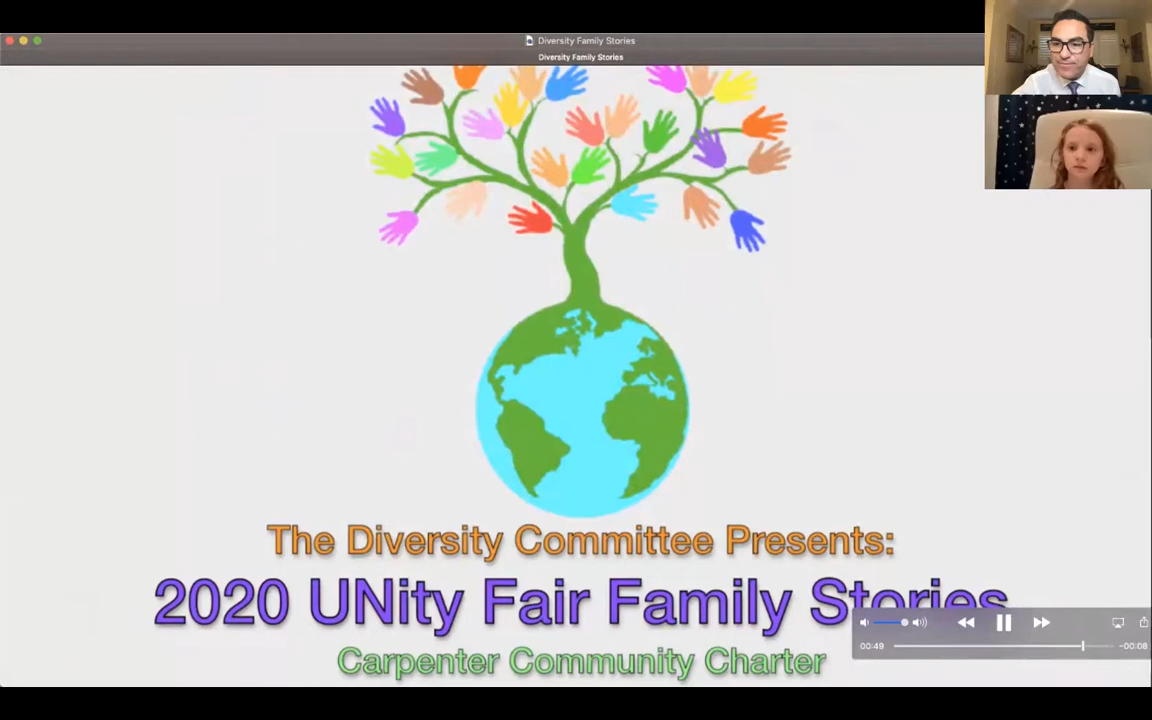 Diversity Family Stories
Diversity Family Stories
The Diversity Committee Presents:
2020 UNity Fair Family Stories
Carpenter Community Charter
00:49
-00:08